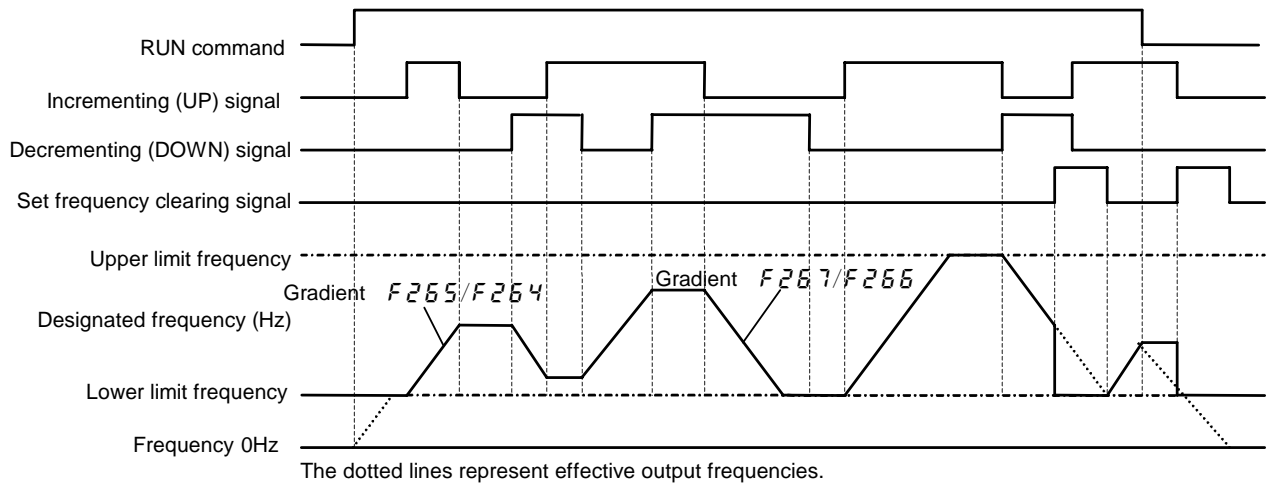 RUN command
Incrementing (UP) signal
Decrementing (DOWN) signal
Set frequency clearing signal
Upper limit frequency
Gradient F265/F264
Gradient F267/F266
Designated frequency (Hz)
Lower limit frequency
Frequency 0Hz
The dotted lines represent effective output frequencies.